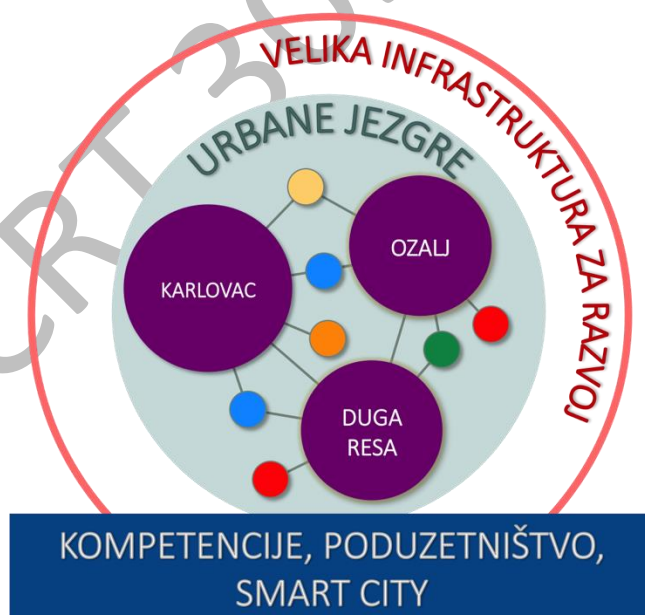 VELIKA INFRASTRUKTURA ZA RAZVOJ
URBANE JEZGRE
OZALJ
KARLOVAC
DUGA
RESA
KOMPETENCIJE, PODUZETNIŠTVO,
SMART CITY